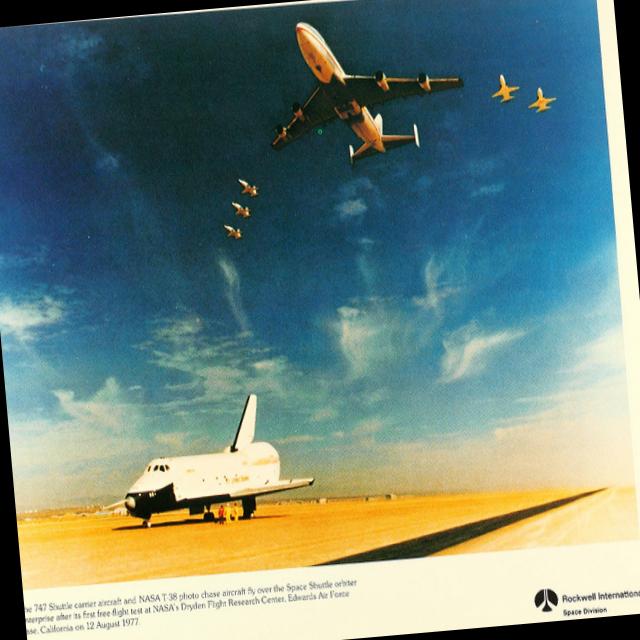 he 747 Shuttle carrier aircraft and NASA T-38 photo chase aircraft fly over the Space Shuttle orbiter
nterprise after its first free flight test at NASA's Dryden Flight Research Center, Edwards Air Force
ase, California on 12 August 1977.
Rockwell Internationa
Space Division